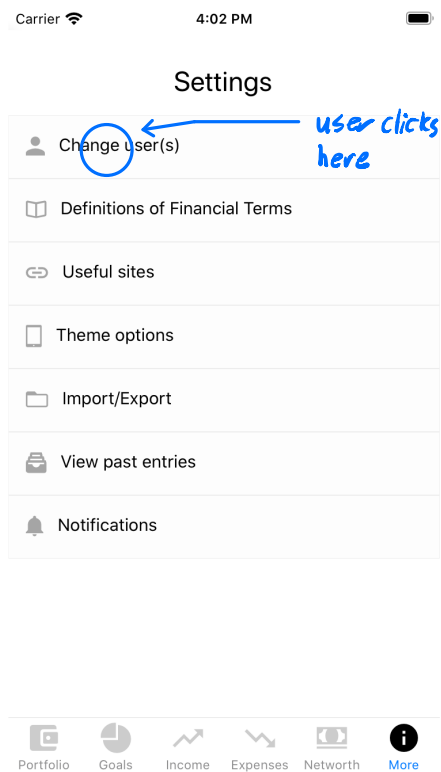 Carrier 4:02 PM
Settings
Change user(s)
user clicks
here
Definitions of Financial Terms
Useful sites
Theme options
Import/Export
View past entries
Notifications
Portfolio Goals Income Expenses Networth More